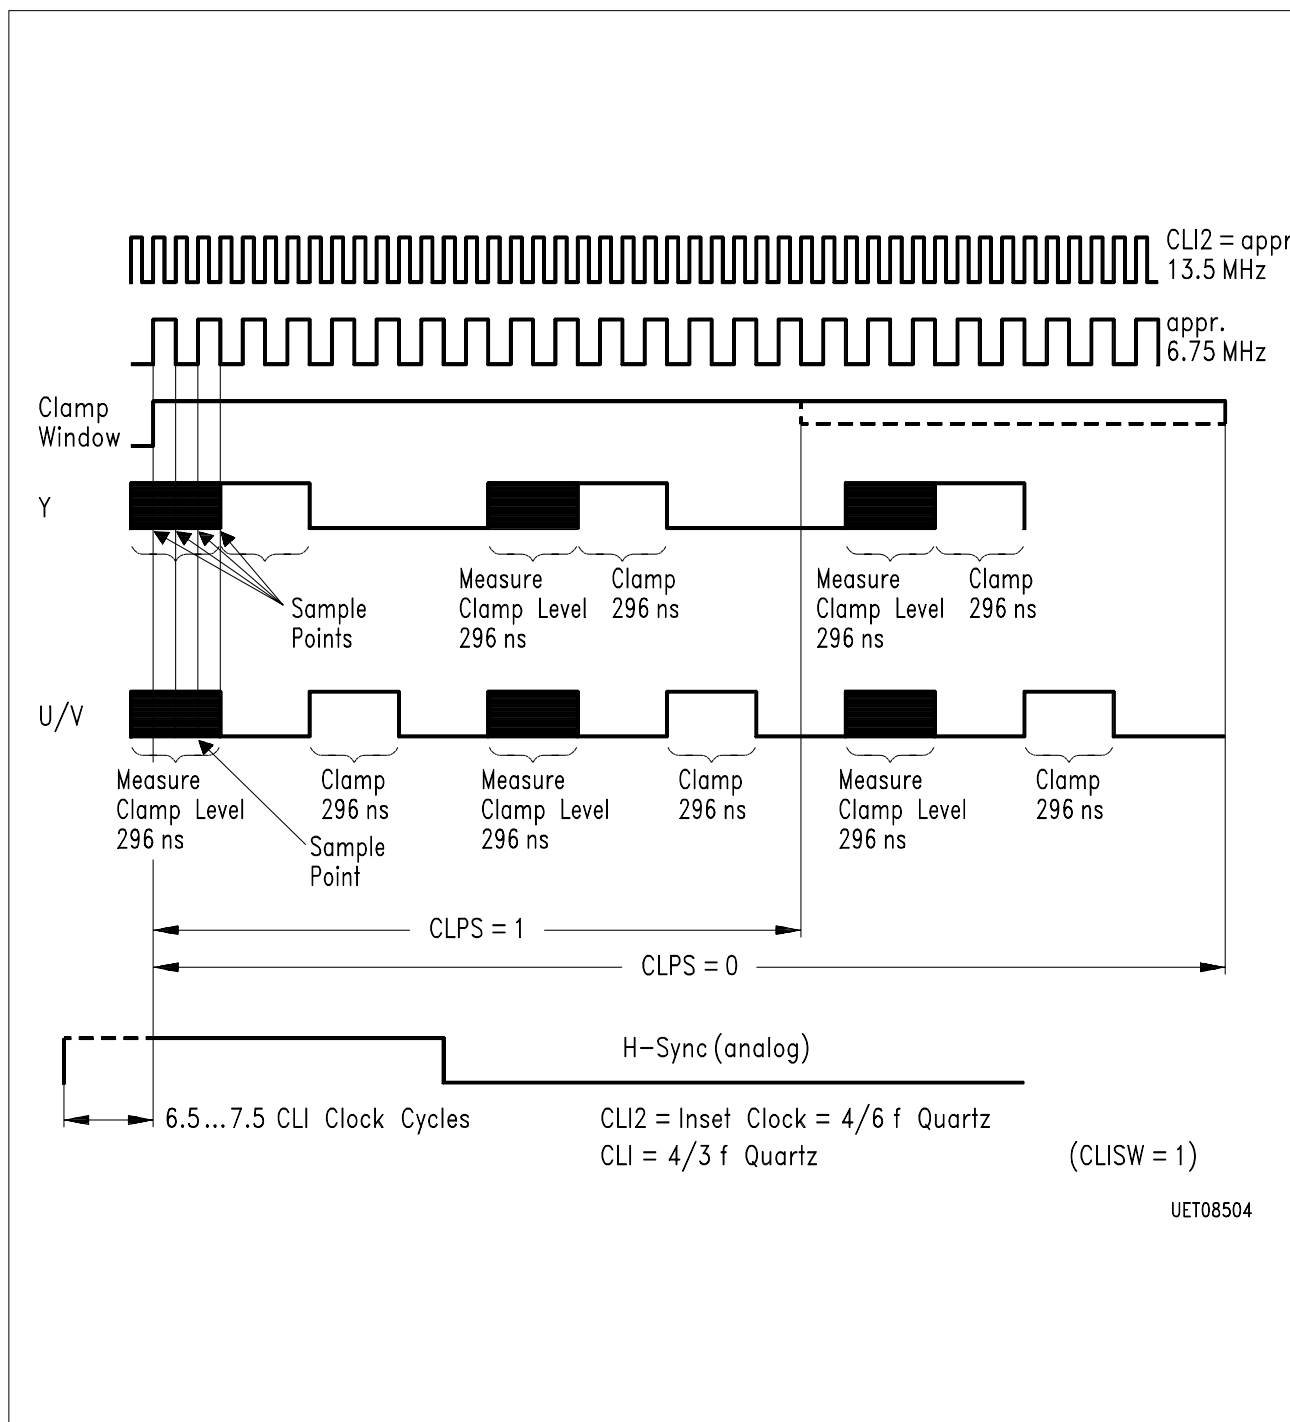 CLI2 = appr
13.5 MHz
appr.
6.75 MHz
Clamp
Window
Y
Measure
Clamp Level
296 ns
Clamp
296 ns
Measure
Clamp Level
296 ns
Clamp
296 ns
Sample
Points
U/V
Measure
Clamp Level
296 ns
Clamp
296 ns
Measure
Clamp Level
296 ns
Clamp
296 ns
Measure
Clamp Level
296 ns
Clamp
296 ns
Sample
Point
CLPS = 1
CLPS = 0
H-Sync (analog)
6.5...7.5 CLI Clock Cycles
CLI2 = Inset Clock = 4/6 f Quartz
CLI = 4/3 f Quartz
(CLISW = 1)
UET08504